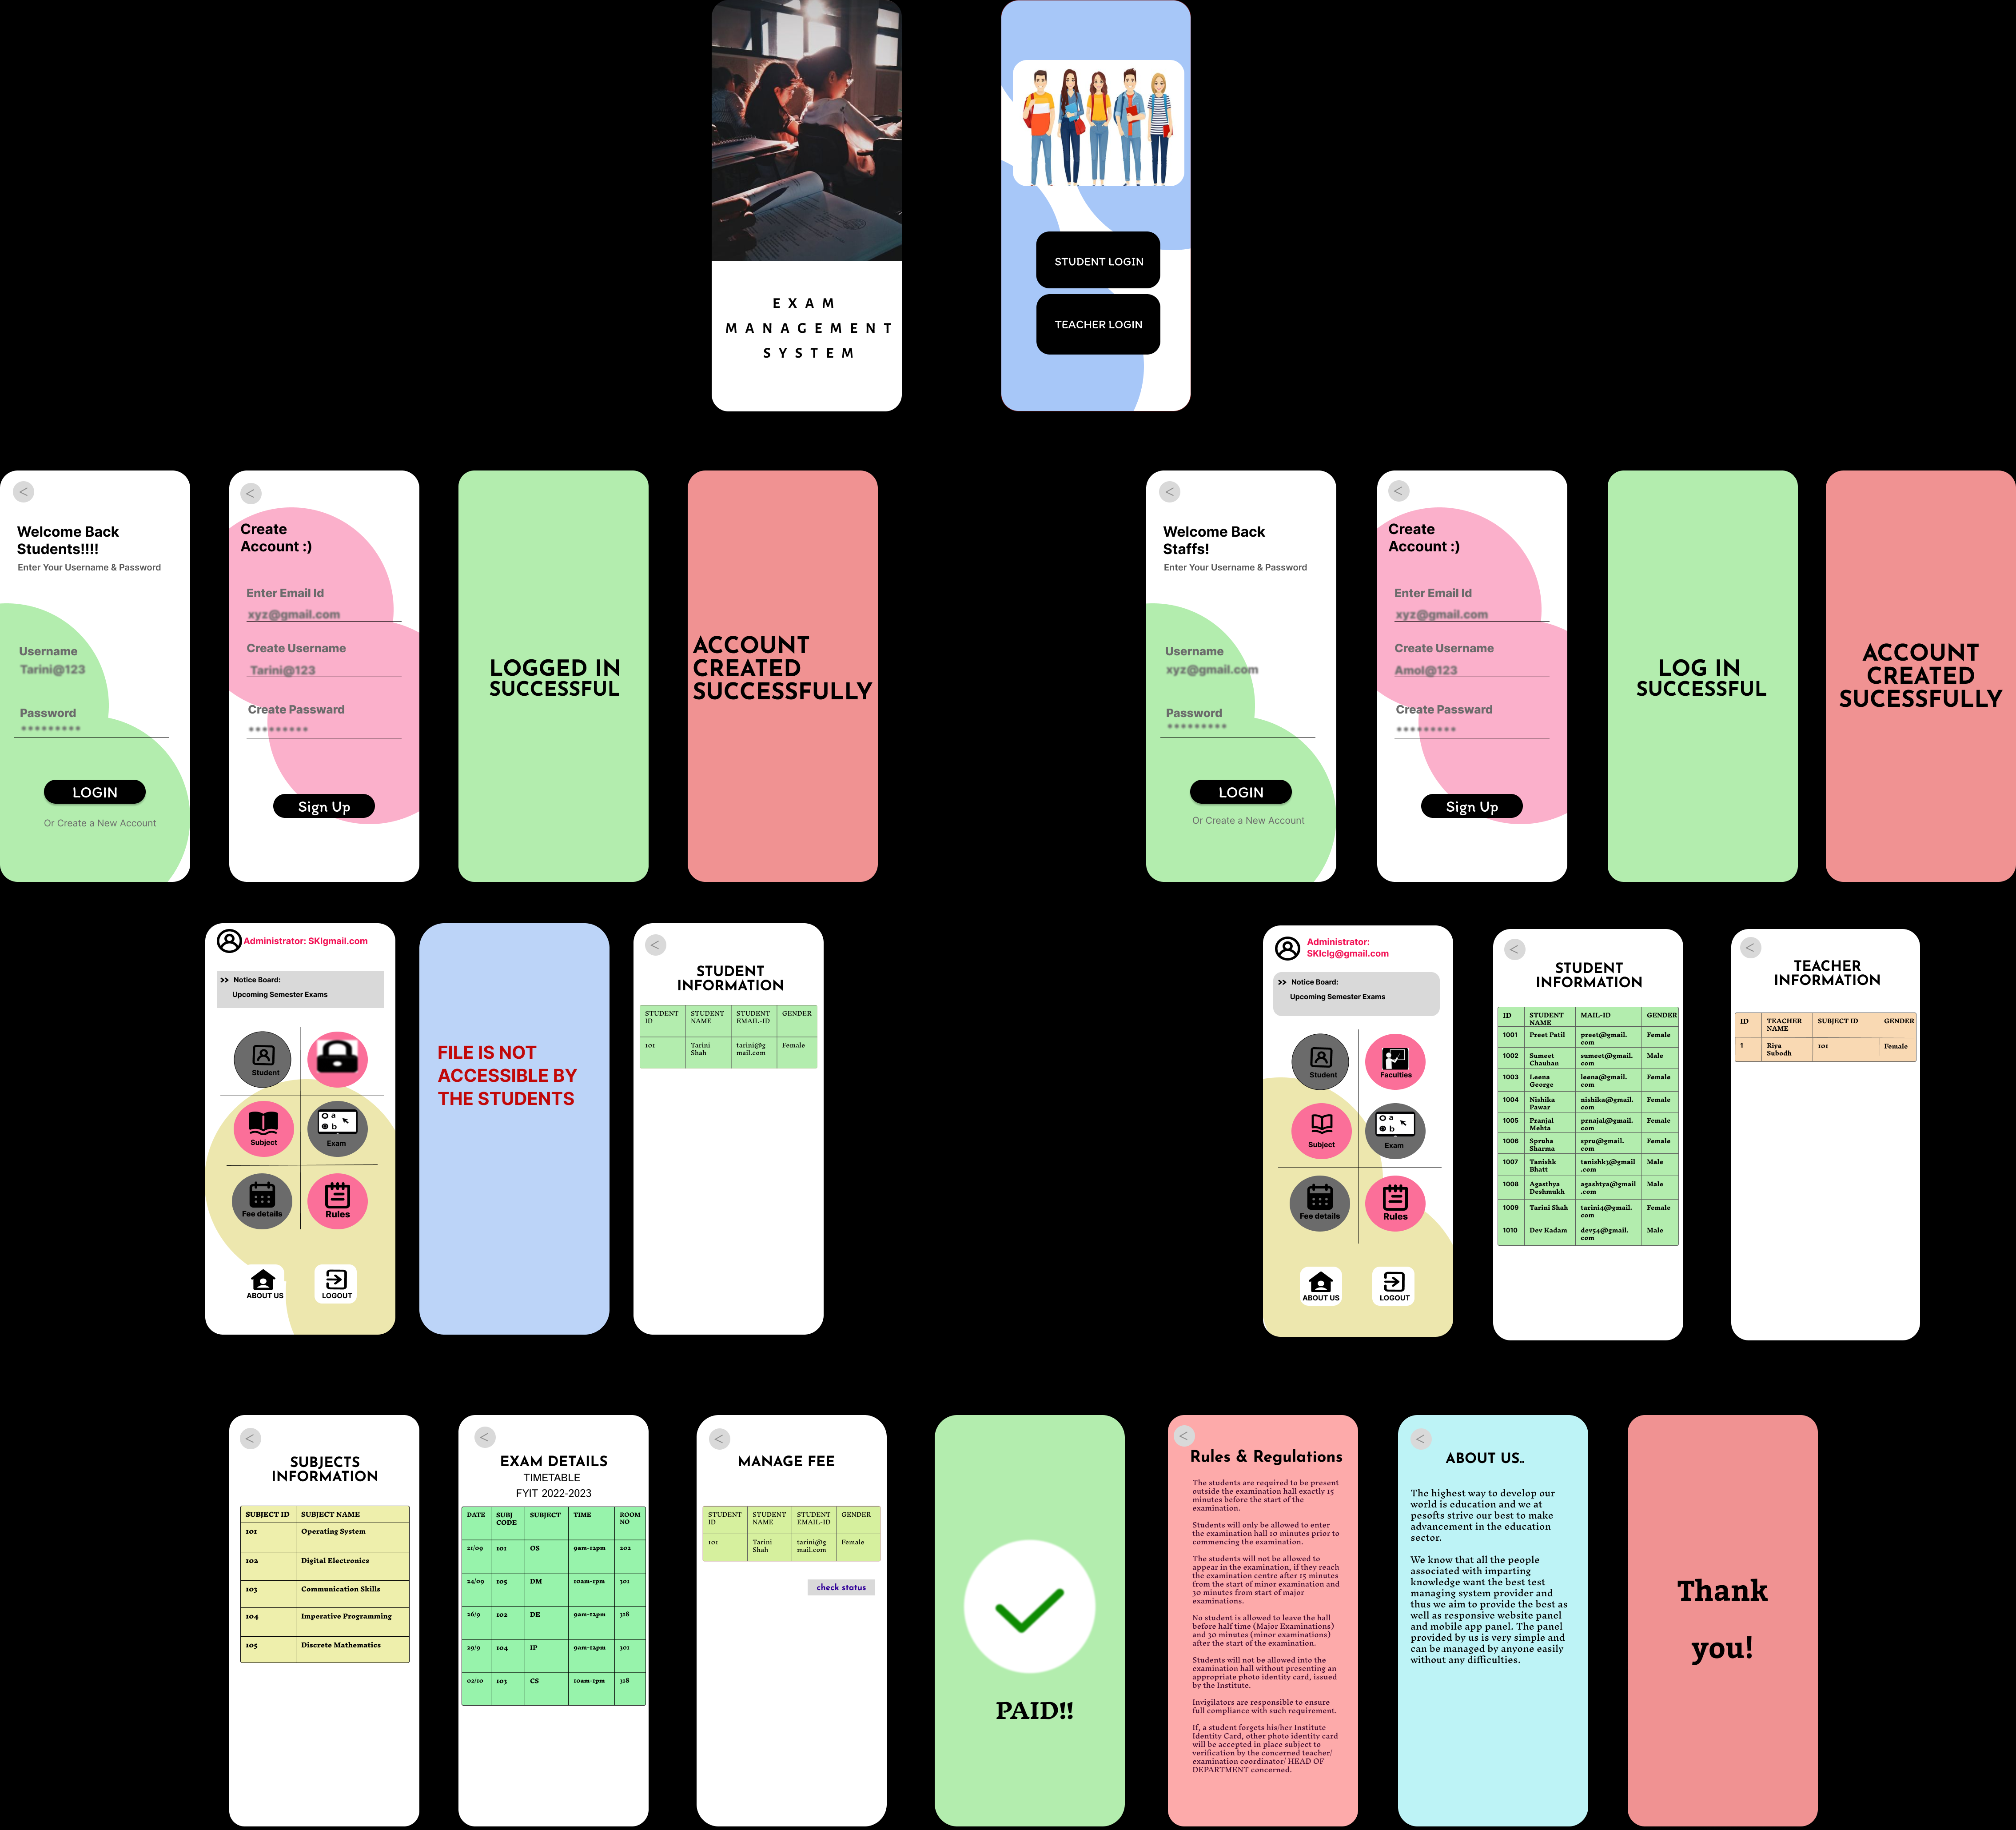 EXAM
MANAGEMENT
SYSTEM
STUDENT LOGIN
TEACHER LOGIN
<
Welcome Back
Students!!!!
Enter Your Username & Password
Username
Tarini@123
Password
*********
LOGIN
Or Create a New Account
<
Create
Account :)
Enter Email Id
xyz@gmail.com
Create Username
Tarini@123
Create Passward
*********
Sign Up
LOGGED IN
SUCCESSFUL
ACCOUNT
CREATED
SUCCESSFULLY
<
Welcome Back
Staffs!
Enter Your Username & Password
Username
xyz@gmail.com
Password
*********
LOGIN
Or Create a New Account
<
Create
Account :)
Enter Email Id
xyz@gmail.com
Create Username
Amol@123
Create Passward
*********
Sign Up
LOG IN
SUCCESSFUL
ACCOUNT
CREATED
SUCESSFULLY
Administrator: SKIgmail.com
>> Notice Board:
Upcoming Semester Exams
Student
Subject
a
b
Exam
Fee details
Rules
ABOUT US
LOGOUT
FILE IS NOT
ACCESSIBLE BY
THE STUDENTS
<
STUDENT
INFORMATION
STUDENT ID STUDENT NAME STUDENT EMAIL-ID GENDER
101 Tarini Shah tarini@gmail.com Female
Administrator:
SKIclg@gmail.com
>> Notice Board:
Upcoming Semester Exams
Student
Faculties
Subject
a
b
Exam
Fee details
Rules
ABOUT US
LOGOUT
<
STUDENT
INFORMATION
ID STUDENT NAME MAIL-ID GENDER
1001 Preet Patil preet@gmail.com Female
1002 Sumeet Chauhan sumeet@gmail.com Male
1003 Leena George leena@gmail.com Female
1004 Nishika Pawar nishika@gmail.com Female
1005 Pranjal Mehta prnajal@gmail.com Female
1006 Spruha Sharma spru@gmail.com Female
1007 Tanishk Bhatt tanishk3@gmail.com Male
1008 Agasthya Deshmukh agashtya@gmail.com Male
1009 Tarini Shah tarini4@gmail.com Female
1010 Dev Kadam dev54@gmail.com Male
<
TEACHER
INFORMATION
ID TEACHER NAME SUBJECT ID GENDER
1 Riya Subodh 101 Female
<
SUBJECTS
INFORMATION
SUBJECT ID SUBJECT NAME
101 Operating System
102 Digital Electronics
103 Communication Skills
104 Imperative Programming
105 Discrete Mathematics
<
EXAM DETAILS
TIMETABLE
FYIT 2022-2023
DATE SUBJ CODE SUBJECT TIME ROOM NO
21/09 101 OS 9am-12pm 202
24/09 105 DM 10am-1pm 301
26/9 102 DE 9am-12pm 318
29/9 104 IP 9am-12pm 301
02/10 103 CS 10am-1pm 318
<
MANAGE FEE
STUDENT ID STUDENT NAME STUDENT EMAIL-ID GENDER
101 Tarini Shah tarini@gmail.com Female
check status
PAID!!
<
Rules & Regulations
The students are required to be present
outside the examination hall exactly 15
minutes before the start of the
examination.
Students will only be allowed to enter
the examination hall 10 minutes prior to
commencing the examination.
The students will not be allowed to
appear in the examination, if they reach
the examination centre after 15 minutes
from the start of minor examination and
30 minutes from start of major
examinations.
No student is allowed to leave the hall
before half time (Major Examinations)
and 30 minutes (minor examinations)
after the start of the examination.
Students will not be allowed into the
examination hall without presenting an
appropriate photo identity card, issued
by the Institute.
Invigilators are responsible to ensure
full compliance with such requirement.
If, a student forgets his/her Institute
Identity Card, other photo identity card
will be accepted in place subject to
verification by the concerned teacher/
examination coordinator/ HEAD OF
DEPARTMENT concerned.
<
ABOUT US..
The highest way to develop our
world is education and we at
pesofts strive our best to make
advancement in the education
sector.
We know that all the people
associated with imparting
knowledge want the best test
managing system provider and
thus we aim to provide the best as
well as responsive website panel
and mobile app panel. The panel
provided by us is very simple and
can be managed by anyone easily
without any difficulties.
Thank
you!